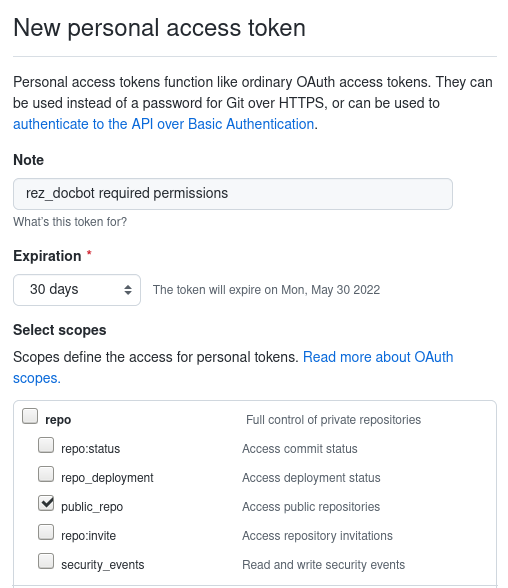 New personal access token
Personal access tokens function like ordinary OAuth access tokens. They can
be used instead of a password for Git over HTTPS, or can be used to
authenticate to the API over Basic Authentication.
Note
rez_docbot required permissions
What's this token for?
Expiration *
30 days The token will expire on Mon, May 30 2022
Select scopes
Scopes define the access for personal tokens. Read more about OAuth
scopes.
repo Full control of private repositories
repo:status Access commit status
repo_deployment Access deployment status
public_repo Access public repositories
repo:invite Access repository invitations
security_events Read and write security events